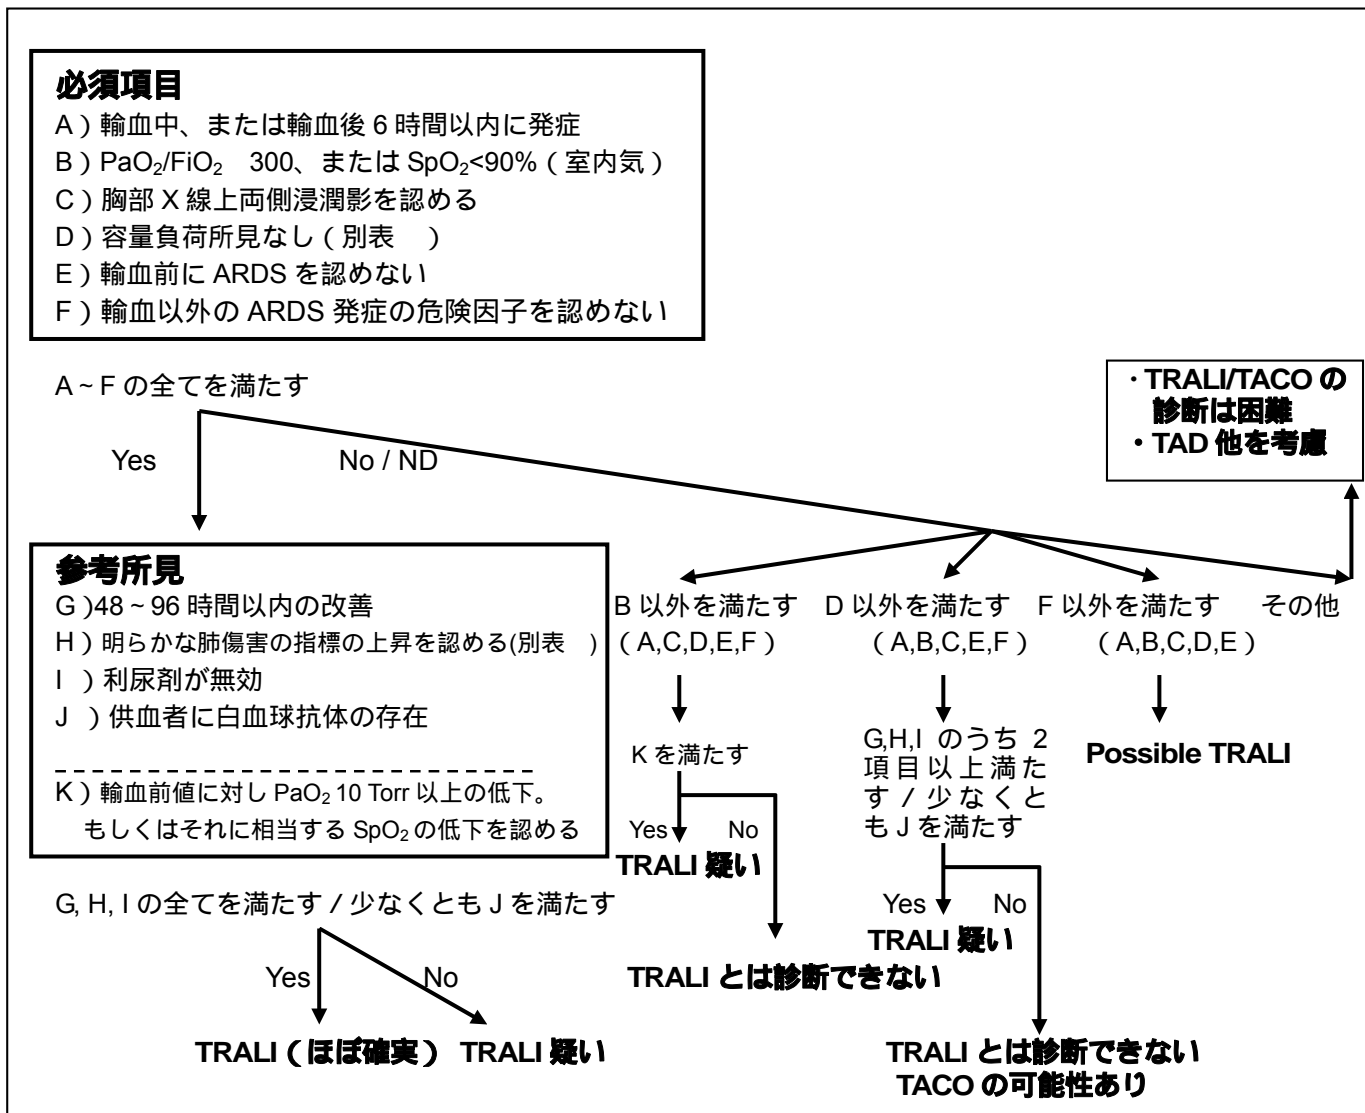 必須項目
A ) 輸血中、または輸血後 6 時間以内に発症
B ) PaO2/FiO2　300、または SpO2<90% ( 室内気 )
C ) 胸部 X 線上両側浸潤影を認める
D ) 容量負荷所見なし ( 別表　)
E ) 輸血前に ARDS を認めない
F ) 輸血以外の ARDS 発症の危険因子を認めない
A ~ F の全てを満たす
・TRALI/TACO の
診断は困難
・TAD 他を考慮
Yes
No / ND
参考所見
G )48 ~ 96 時間以内の改善
H ) 明らかな肺傷害の指標の上昇を認める(別表　)
I ) 利尿剤が無効
J ) 供血者に白血球抗体の存在
K ) 輸血前値に対し PaO2 10 Torr 以上の低下。
もしくはそれに相当する SpO2 の低下を認める
B 以外を満たす
( A,C,D,E,F )
D 以外を満たす
( A,B,C,E,F )
F 以外を満たす
( A,B,C,D,E )
その他
K を満たす
G,H,I のうち 2
項目以上満た
す / 少なくと
も J を満たす
Possible TRALI
Yes
No
TRALI 疑い
TRALI とは診断できない
Yes
No
TRALI 疑い
TRALI とは診断できない
TACO の可能性あり
G, H, I の全てを満たす / 少なくとも J を満たす
Yes
No
TRALI ( ほぼ確実 )
TRALI 疑い